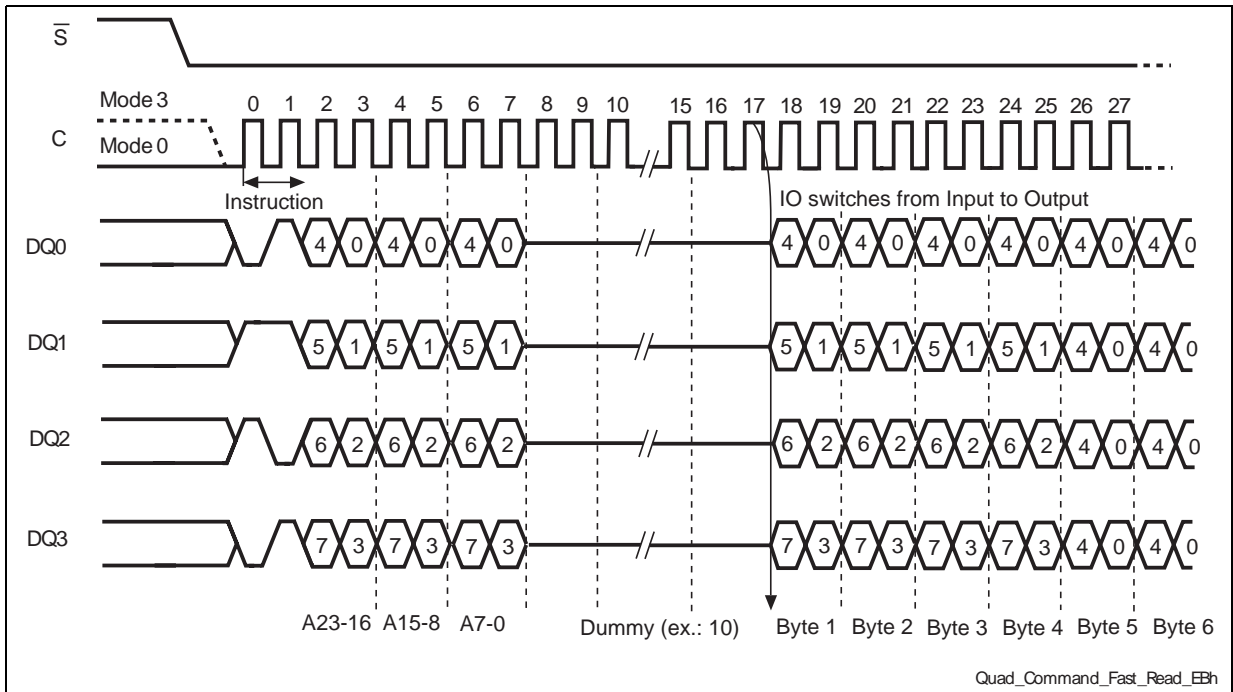 S
Mode 3
0 1 2 3 4 5 6 7 8 9 10 15 16 17 18 19 20 21 22 23 24 25 26 27
C
Mode 0
Instruction
IO switches from Input to Output
DQ0 4 0 4 0 4 0 4 0 4 0 4 0 4 0 4 0 4 0
DQ1 5 1 5 1 5 1 5 1 5 1 5 1 5 1 4 0 4 0
DQ2 6 2 6 2 6 2 6 2 6 2 6 2 6 2 4 0 4 0
DQ3 7 3 7 3 7 3 7 3 7 3 7 3 7 3 4 0 4 0
A23-16 A15-8 A7-0 Dummy (ex.: 10) Byte 1 Byte 2 Byte 3 Byte 4 Byte 5 Byte 6
Quad_Command_Fast_Read_EBh